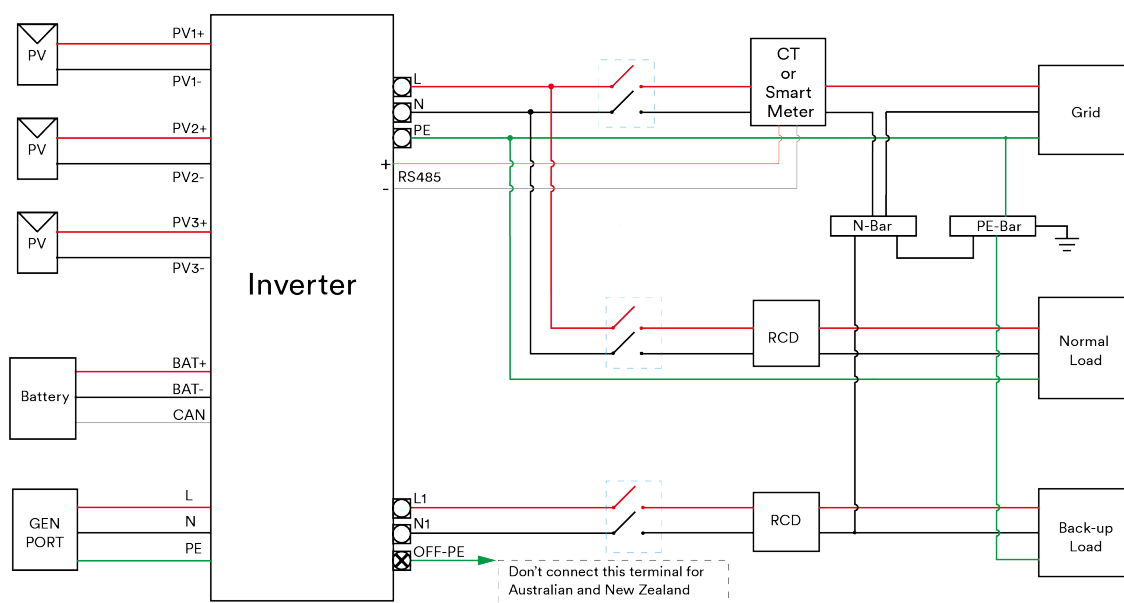 PV
PV1+
PV1-
PV
PV2+
PV2-
PV
PV3+
PV3-
Battery
BAT+
BAT-
CAN
GEN
PORT
L
N
PE
Inverter
L
N
PE
+
RS485
-
CT
or
Smart
Meter
Grid
N-Bar
PE-Bar
RCD
Normal
Load
L1
N1
OFF-PE
RCD
Back-up
Load
Don't connect this terminal for
Australian and New Zealand